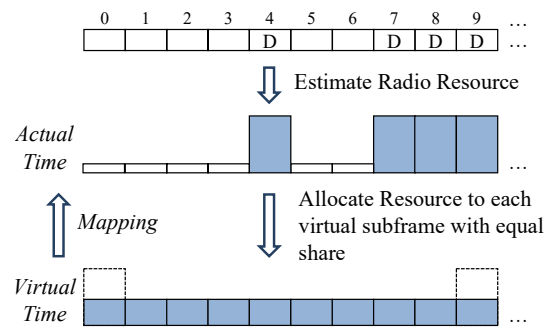 0 1 2 3 4 5 6 7 8 9 ...
D D D D ...
Estimate Radio Resource
Actual
Time
...
Allocate Resource to each
virtual subframe with equal
share
Mapping
Virtual
Time
...